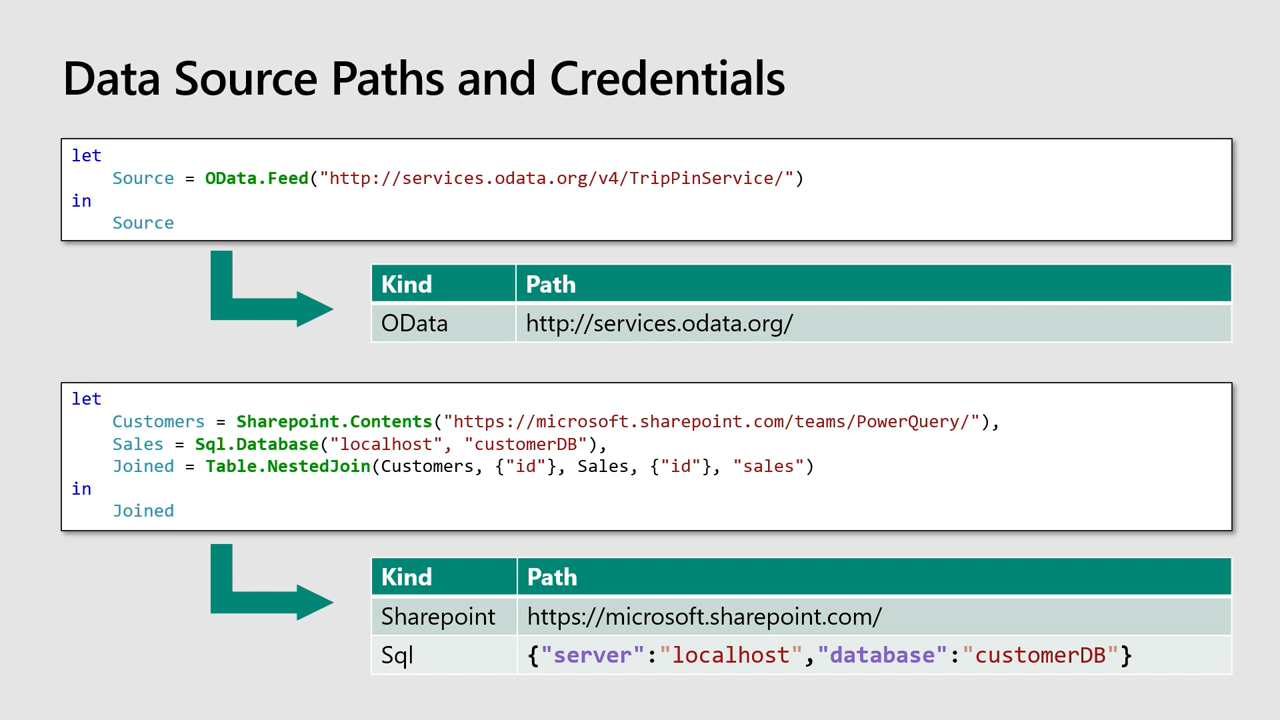 Data Source Paths and Credentials
let
    Source = OData.Feed("http://services.odata.org/v4/TripPinService/")
in
    Source
Kind Path
OData http://services.odata.org/
let
    Customers = Sharepoint.Contents("https://microsoft.sharepoint.com/teams/PowerQuery/"),
    Sales = Sql.Database("localhost", "customerDB"),
    Joined = Table.NestedJoin(Customers, {"id"}, Sales, {"id"}, "sales")
in
    Joined
Kind Path
Sharepoint https://microsoft.sharepoint.com/
Sql {"server":"localhost","database":"customerDB"}